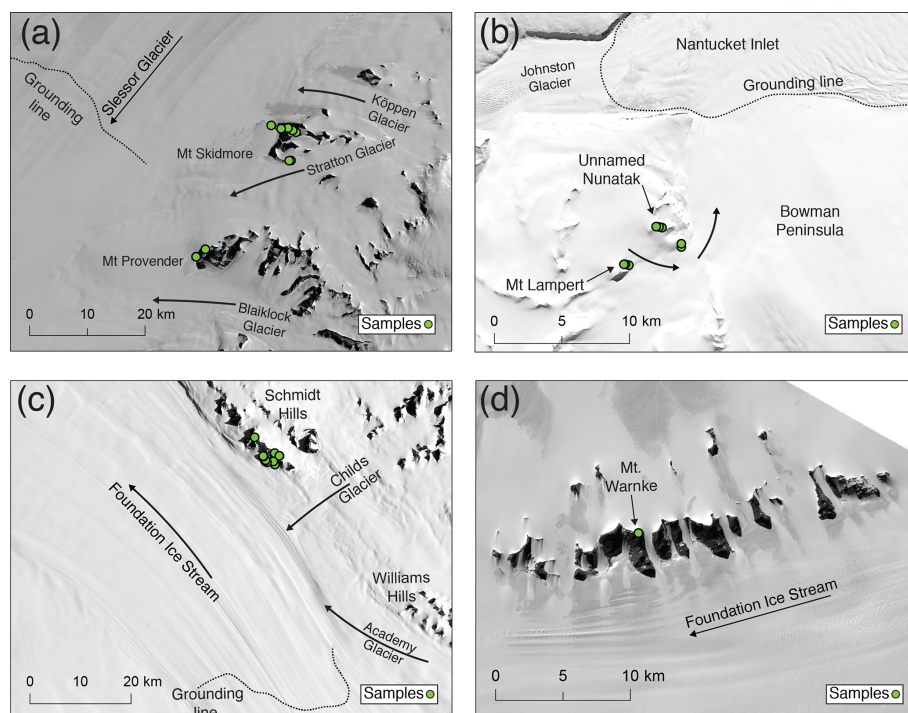 (a)
Grounding
line
Slessor Glacier
Köppen
Glacier
Mt Skidmore
Stratton Glacier
Mt Provender
Blaiklock
Glacier
0 10 20 km
Samples
(b)
Nantucket Inlet
Johnston
Glacier
Grounding line
Unnamed
Nunatak
Bowman
Peninsula
Mt Lampert
0 5 10 km
Samples
(c)
Schmidt
Hills
Childs
Glacier
Foundation Ice Stream
Williams
Hills
Academy
Glacier
0 10 20 km
Grounding
line
Samples
(d)
Mt.
Warnke
Foundation Ice Stream
0 5 10 km
Samples